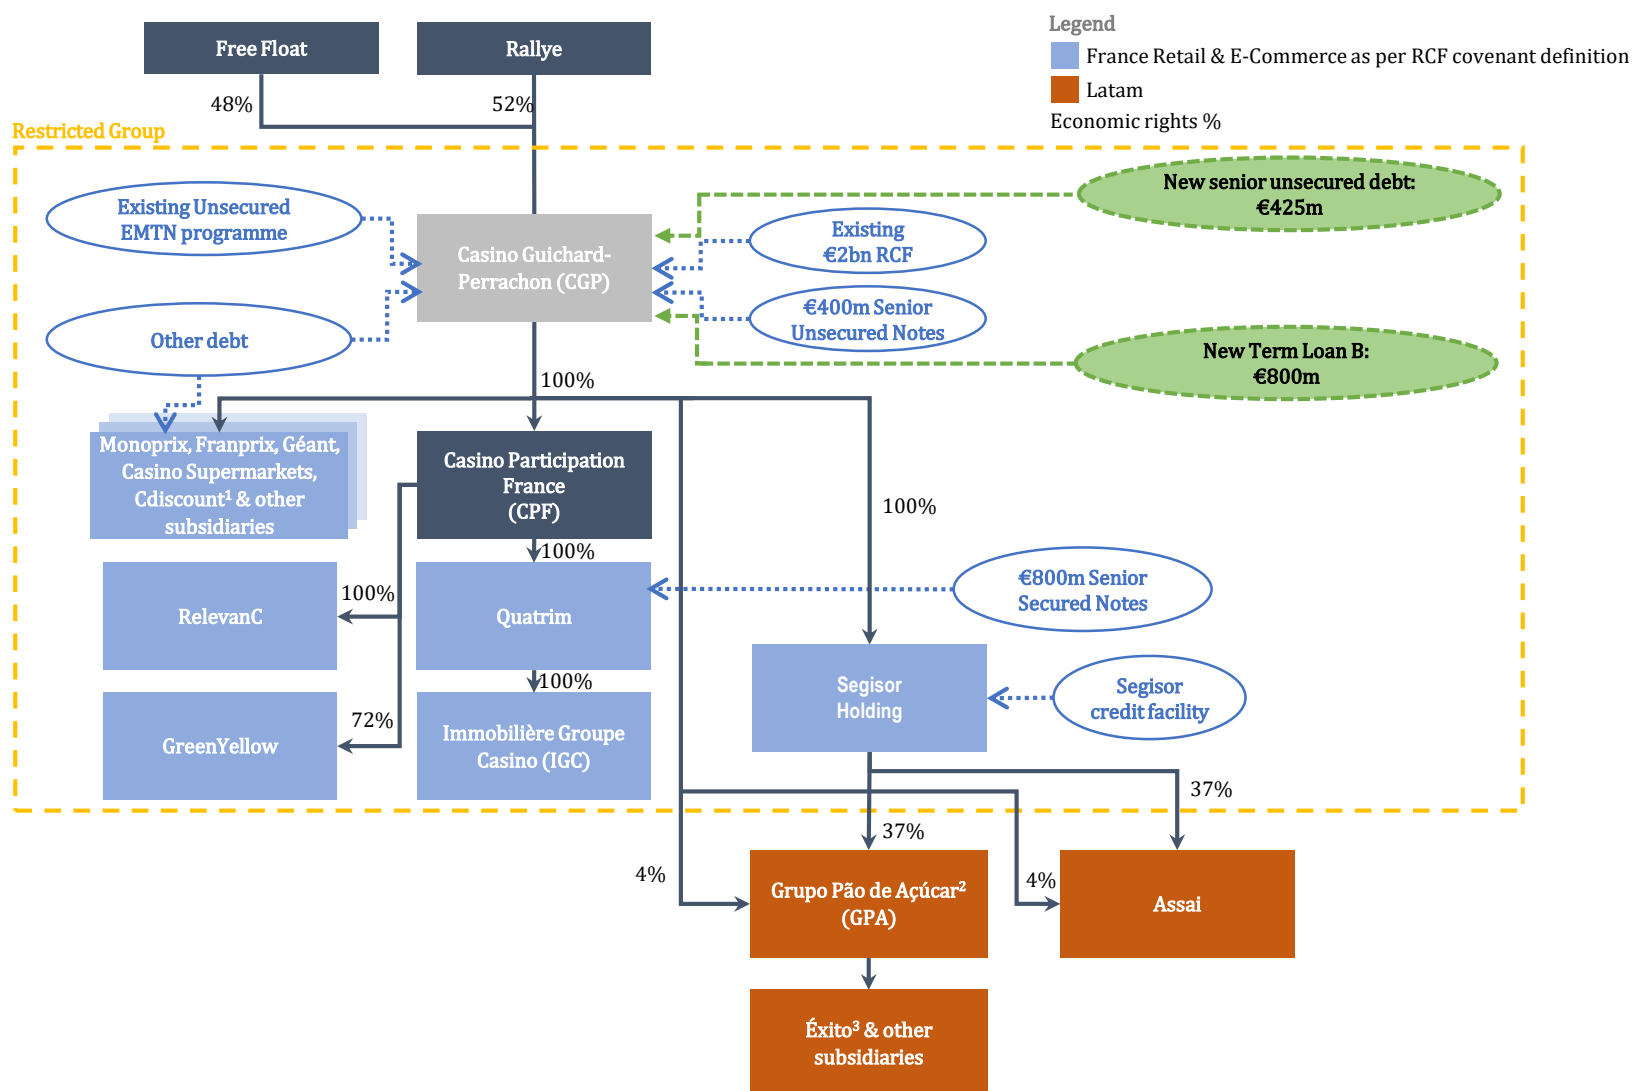 Free Float
Rallye
Legend
France Retail & E-Commerce as per RCF covenant definition
Latam
Economic rights %
48%
52%
Restricted Group
New senior unsecured debt:
€425m
Existing Unsecured
EMTN programme
Existing
€2bn RCF
Casino Guichard-
Perrachon (CGP)
€400m Senior
Unsecured Notes
Other debt
New Term Loan B:
€800m
100%
Monoprix, Franprix, Géant,
Casino Supermarkets,
Cdiscount¹ & other
subsidiaries
Casino Participation
France
(CPF)
100%
100%
100%
RelevanC
Quatrim
€800m Senior
Secured Notes
100%
Segisor
Holding
Segisor
credit facility
72%
GreenYellow
Immobilière Groupe
Casino (IGC)
37%
37%
4%
4%
Grupo Pão de Açúcar²
(GPA)
Assai
Éxito³ & other
subsidiaries